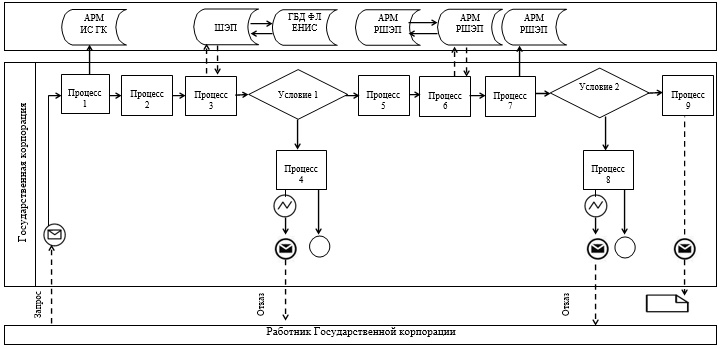 АРМ
ИС ГК
ШЭП
ГБД ФЛ
ЕНИС
АРМ
РШЭП
АРМ
РШЭП
АРМ
РШЭП
Государственная корпорация
Процесс
1
Процесс
2
Процесс
3
Условие 1
Процесс
5
Процесс
6
Процесс
7
Условие 2
Процесс
9
Процесс
4
Процесс
8
Запрос
Отказ
Отказ
Работник Государственной корпорации